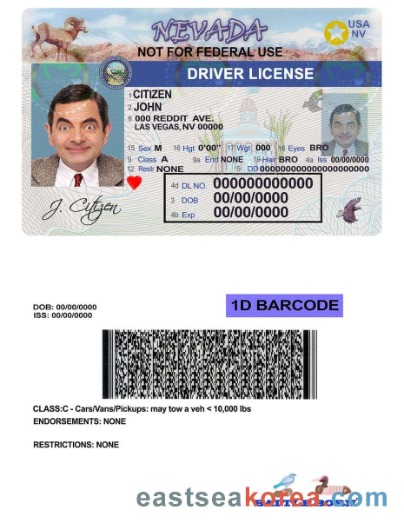 NEVADA
USA
NV
NOT FOR FEDERAL USE
DRIVER LICENSE
1 CITIZEN
2 JOHN
8 000 REDDIT AVE.
LAS VEGAS, NV 00000
15 Sex M 16 Hgt 0'00" 17 Wgt 000 18 Eyes BRO
9 Class A 9a End NONE 19 Hair BRO 4a Iss 00/00/0000
12 Restr NONE 5 DD 000000000000000000000
4d DL NO. 000000000000
3 DOB 00/00/0000
4b Exp 00/00/0000
J. Citizen
DOB: 00/00/0000
ISS: 00/00/0000
1D BARCODE
CLASS:C - Cars/Vans/Pickups: may tow a veh < 10,000 lbs
ENDORSEMENTS: NONE
RESTRICTIONS: NONE
eastseakorea.com
BATTLE BORN